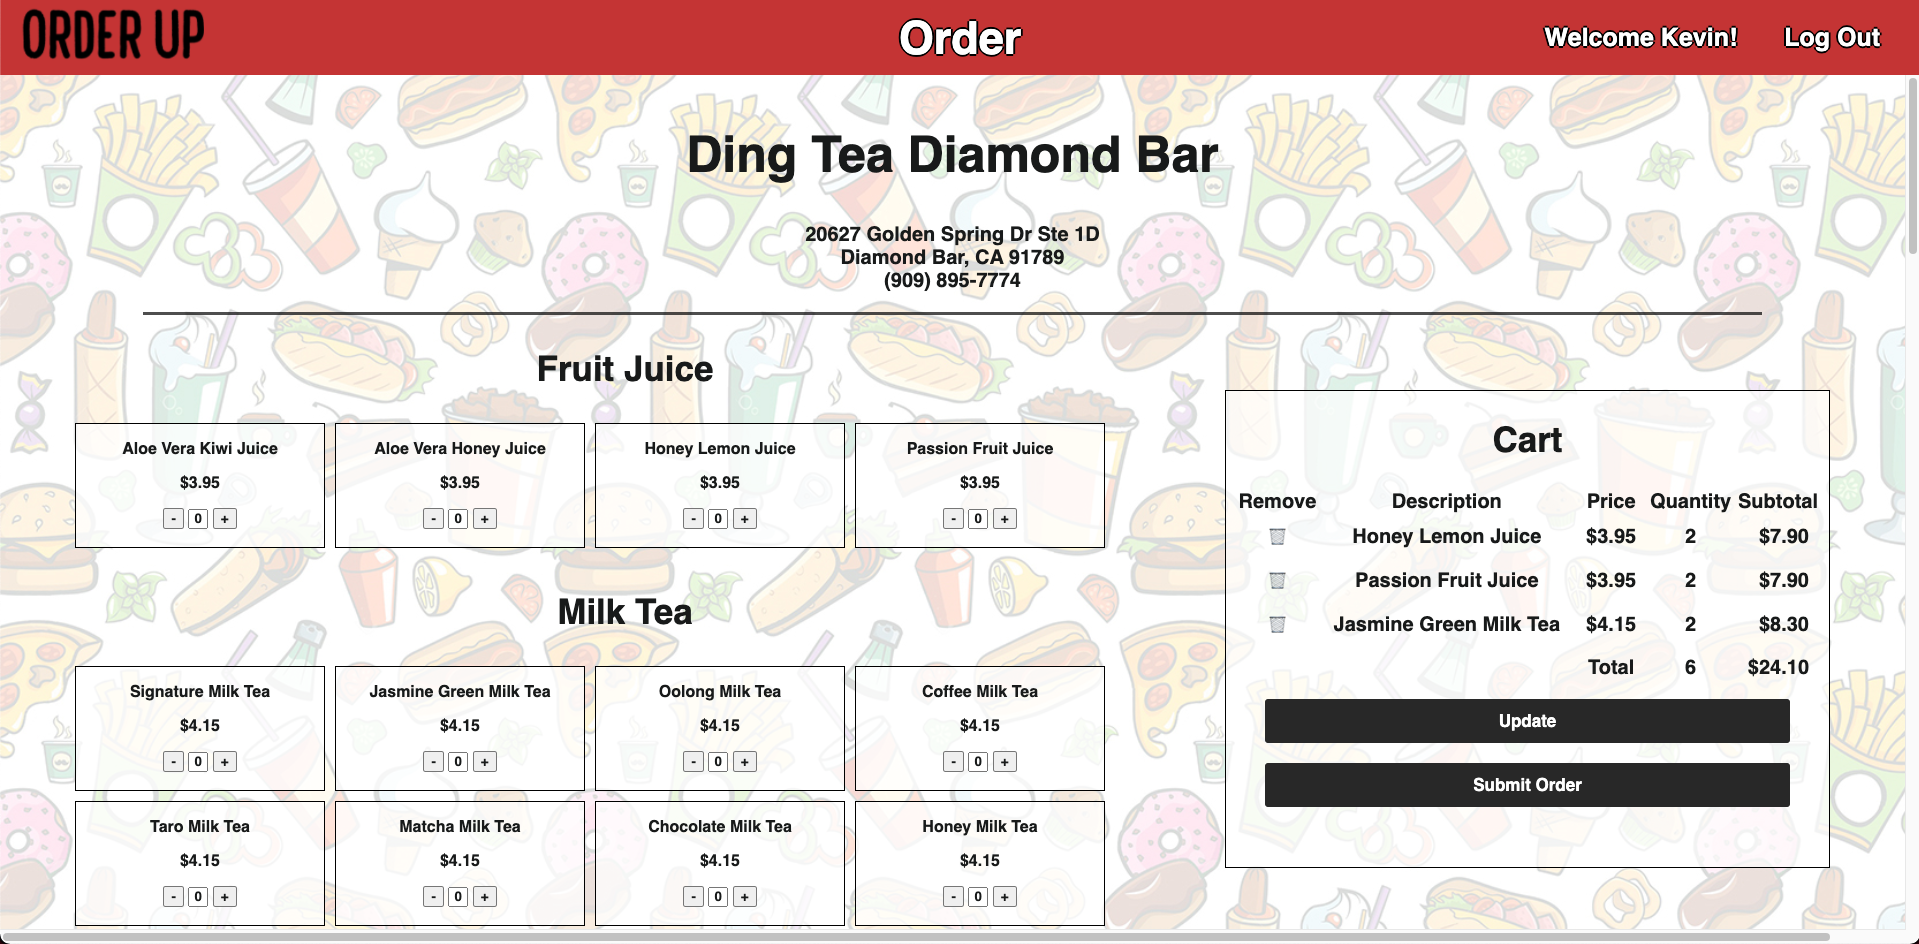 ORDER UP
Order
Welcome Kevin!
Log Out
Ding Tea Diamond Bar
20627 Golden Spring Dr Ste 1D
Diamond Bar, CA 91789
(909) 895-7774
Fruit Juice
Aloe Vera Kiwi Juice
$3.95
- 0 +
Aloe Vera Honey Juice
$3.95
- 0 +
Honey Lemon Juice
$3.95
- 0 +
Passion Fruit Juice
$3.95
- 0 +
Milk Tea
Signature Milk Tea
$4.15
- 0 +
Jasmine Green Milk Tea
$4.15
- 0 +
Oolong Milk Tea
$4.15
- 0 +
Coffee Milk Tea
$4.15
- 0 +
Taro Milk Tea
$4.15
- 0 +
Matcha Milk Tea
$4.15
- 0 +
Chocolate Milk Tea
$4.15
- 0 +
Honey Milk Tea
$4.15
- 0 +
Cart
Remove Description Price Quantity Subtotal
Honey Lemon Juice $3.95 2 $7.90
Passion Fruit Juice $3.95 2 $7.90
Jasmine Green Milk Tea $4.15 2 $8.30
Total 6 $24.10
Update
Submit Order